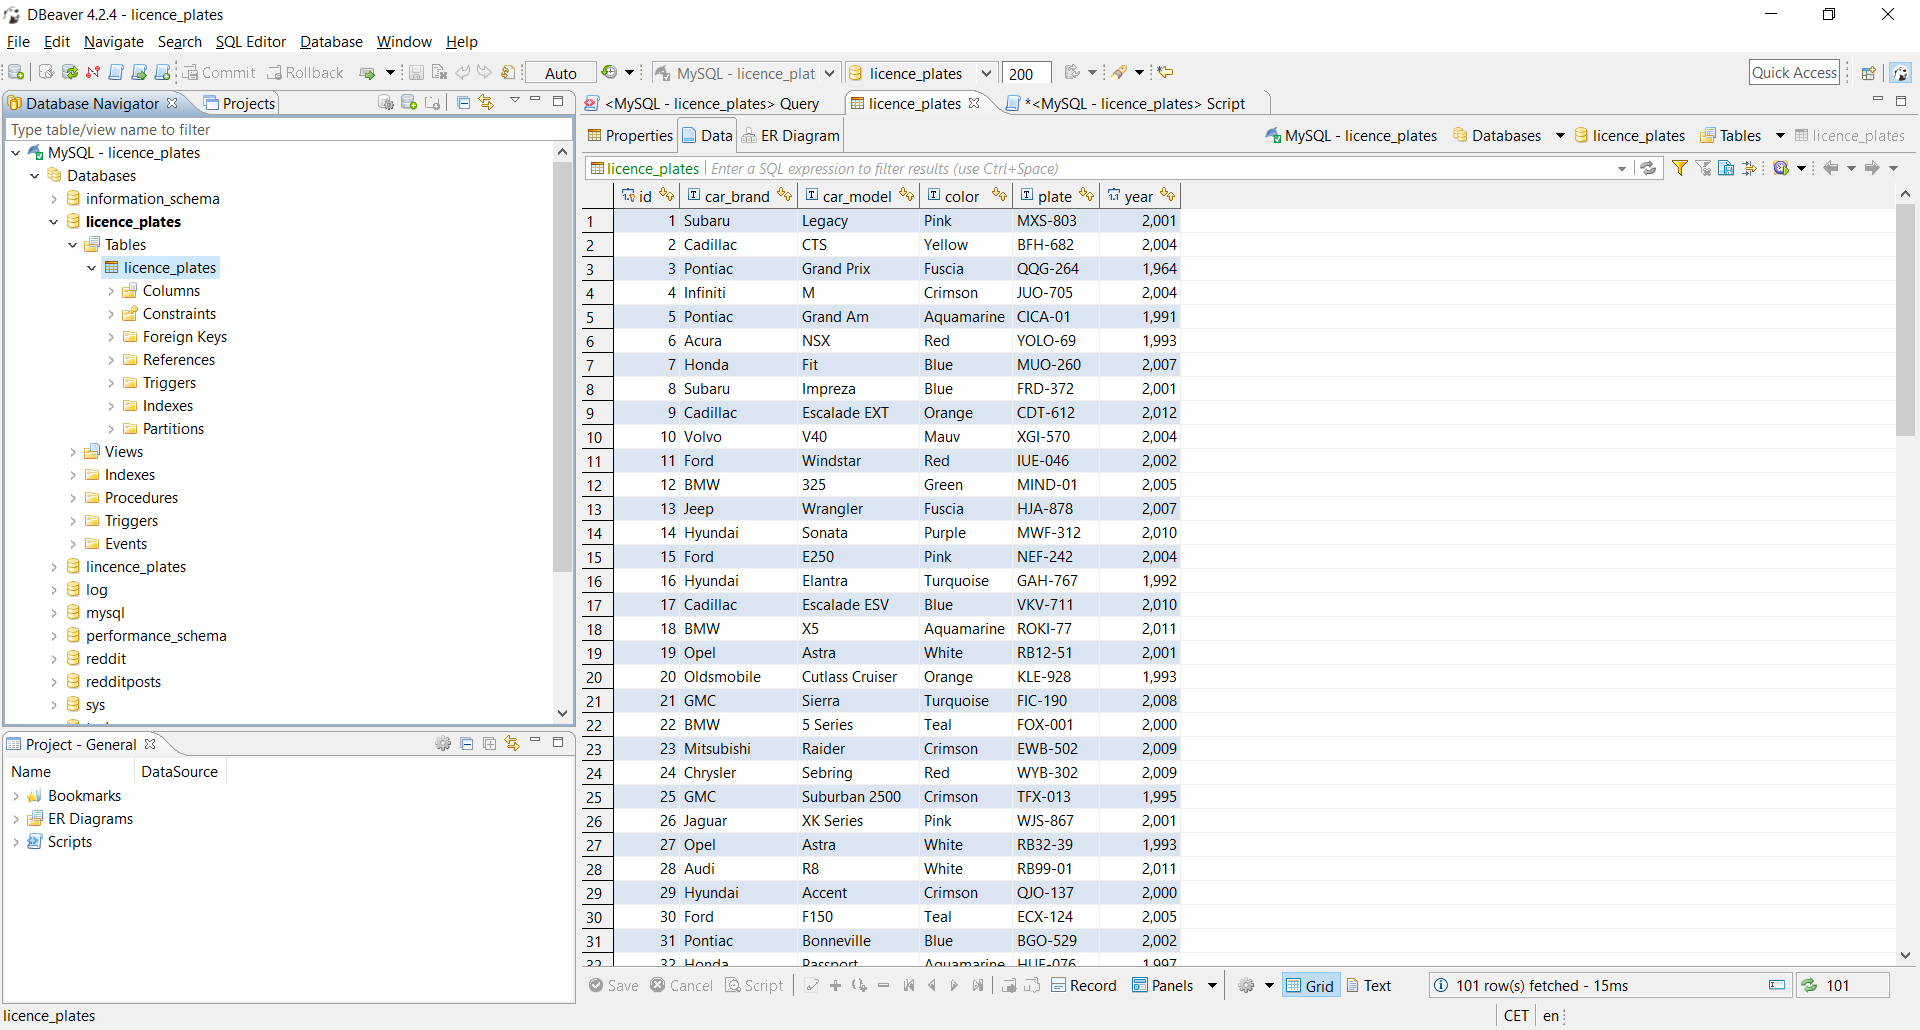 DBeaver 4.2.4 - licence_plates
File Edit Navigate Search SQL Editor Database Window Help
Commit Rollback Auto MySQL - licence_plat licence_plates 200 Quick Access
Database Navigator Projects
Type table/view name to filter
MySQL - licence_plates
Databases
information_schema
licence_plates
Tables
licence_plates
Columns
Constraints
Foreign Keys
References
Triggers
Indexes
Partitions
Views
Indexes
Procedures
Triggers
Events
lincence_plates
log
mysql
performance_schema
reddit
redditposts
sys
Project - General
Name DataSource
Bookmarks
ER Diagrams
Scripts
<MySQL - licence_plates> Query licence_plates *<MySQL - licence_plates> Script
Properties Data ER Diagram MySQL - licence_plates Databases licence_plates Tables licence_plates
licence_plates Enter a SQL expression to filter results (use Ctrl+Space)
id car_brand car_model color plate year
1 1 Subaru Legacy Pink MXS-803 2,001
2 2 Cadillac CTS Yellow BFH-682 2,004
3 3 Pontiac Grand Prix Fuscia QQG-264 1,964
4 4 Infiniti M Crimson JUO-705 2,004
5 5 Pontiac Grand Am Aquamarine CICA-01 1,991
6 6 Acura NSX Red YOLO-69 1,993
7 7 Honda Fit Blue MUO-260 2,007
8 8 Subaru Impreza Blue FRD-372 2,001
9 9 Cadillac Escalade EXT Orange CDT-612 2,012
10 10 Volvo V40 Mauv XGI-570 2,004
11 11 Ford Windstar Red IUE-046 2,002
12 12 BMW 325 Green MIND-01 2,005
13 13 Jeep Wrangler Fuscia HJA-878 2,007
14 14 Hyundai Sonata Purple MWF-312 2,010
15 15 Ford E250 Pink NEF-242 2,004
16 16 Hyundai Elantra Turquoise GAH-767 1,992
17 17 Cadillac Escalade ESV Blue VKV-711 2,010
18 18 BMW X5 Aquamarine ROKI-77 2,011
19 19 Opel Astra White RB12-51 2,001
20 20 Oldsmobile Cutlass Cruiser Orange KLE-928 1,993
21 21 GMC Sierra Turquoise FIC-190 2,008
22 22 BMW 5 Series Teal FOX-001 2,000
23 23 Mitsubishi Raider Crimson EWB-502 2,009
24 24 Chrysler Sebring Red WYB-302 2,009
25 25 GMC Suburban 2500 Crimson TFX-013 1,995
26 26 Jaguar XK Series Pink WJS-867 2,001
27 27 Opel Astra White RB32-39 1,993
28 28 Audi R8 White RB99-01 2,011
29 29 Hyundai Accent Crimson QJO-137 2,000
30 30 Ford F150 Teal ECX-124 2,005
31 31 Pontiac Bonneville Blue BGO-529 2,002
32 32 Honda Passport Aquamarine HUE-076 1,997
Save Cancel Script Record Panels Grid Text 101 row(s) fetched - 15ms 101
licence_plates CET en